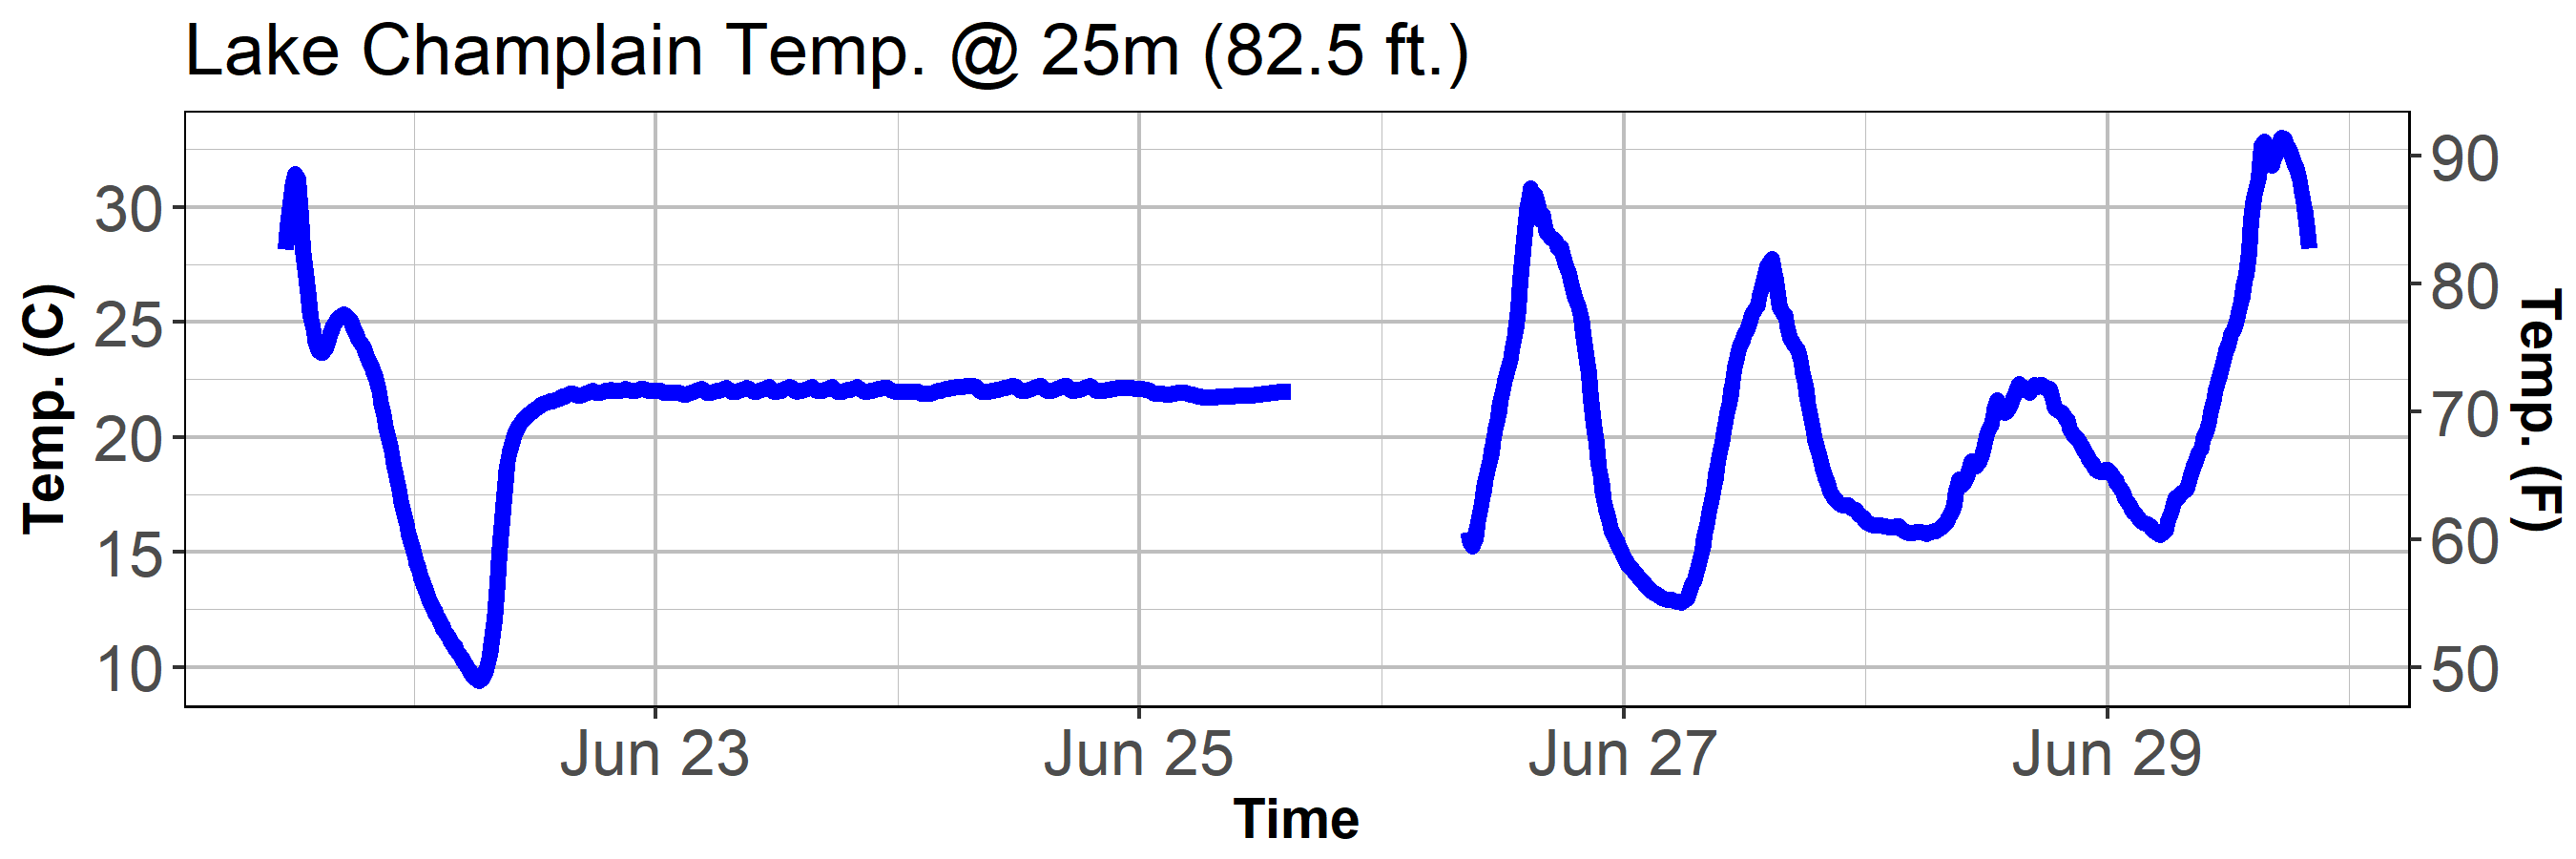 Lake Champlain Temp. @ 25m (82.5 ft.)
Temp. (C)
30
25
20
15
10
90
80
70
60
50
Temp. (F)
Jun 23 Jun 25 Jun 27 Jun 29
Time